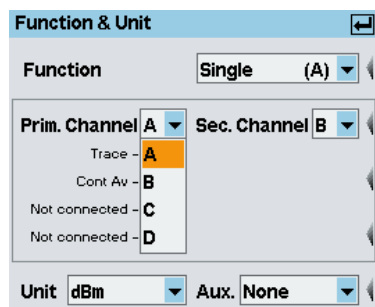 Function & Unit
Function Single (A)
Prim. Channel A Sec. Channel B
Trace - A
Cont Av - B
Not connected - C
Not connected - D
Unit dBm Aux. None